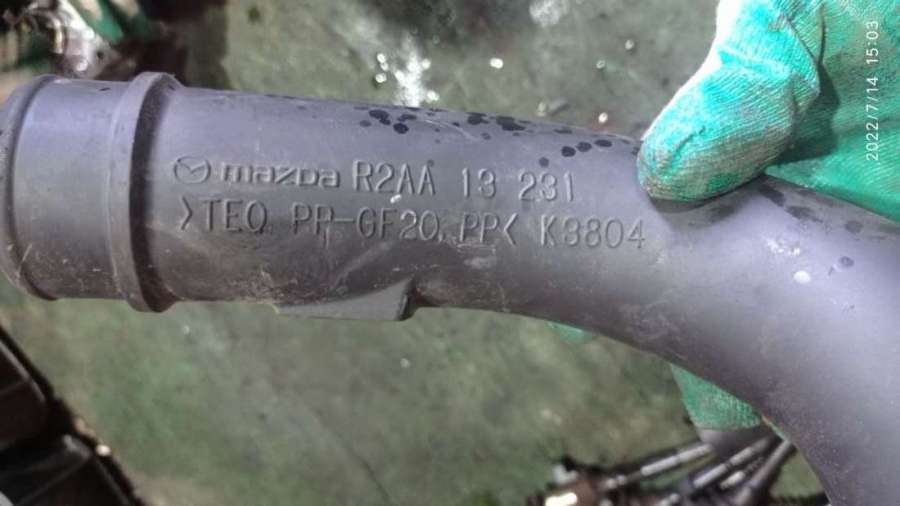 mazda R2AA 13 231
>TEO PP-GF20, PP< K3804
2022/7/14 15:03